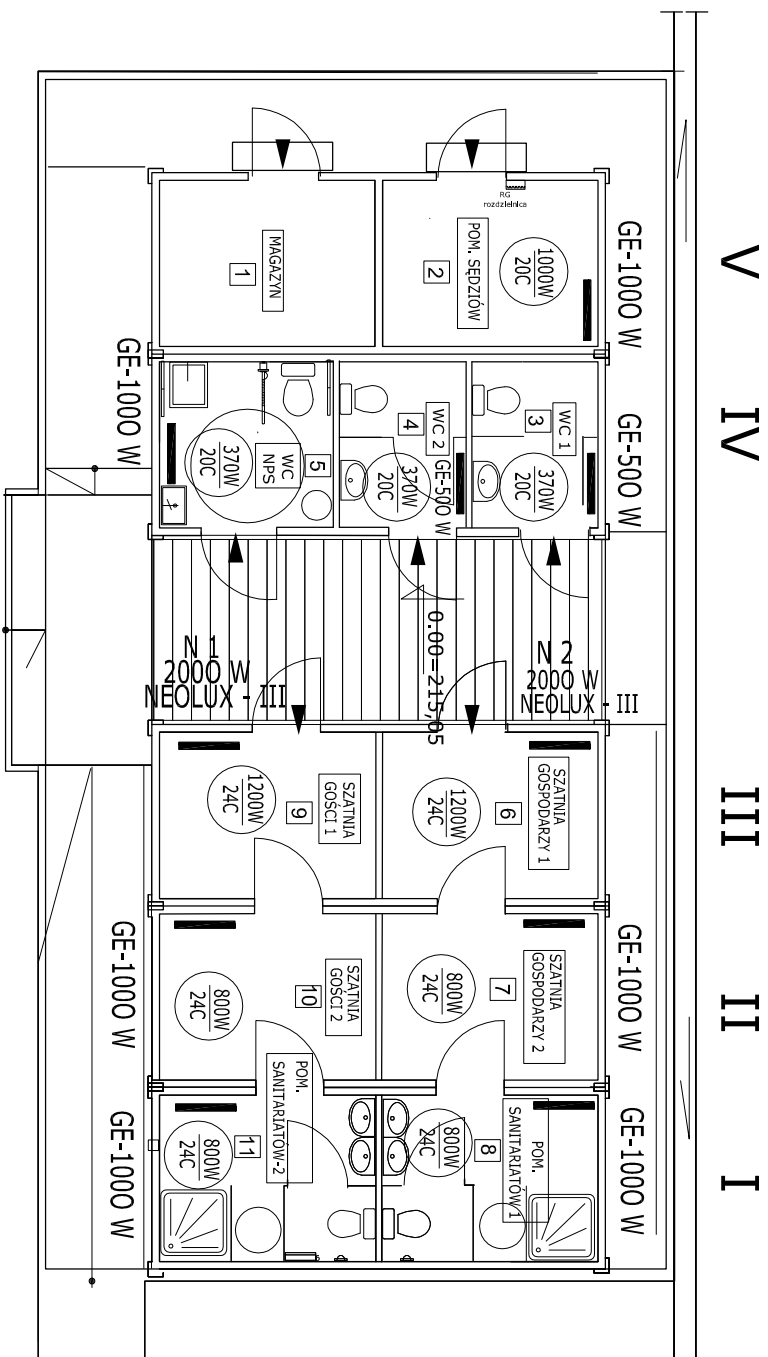 V
IV
III
II
I
GE-1000 W
GE-500 W
GE-1000 W
GE-1000 W
RG
rozdzielnica
1000W
20C
POM. SĘDZIÓW
2
MAGAZYN
1
GE-1000 W
WC 1
3
370W
20C
WC 2
4
370W
20C
GE-500 W
WC
NPS
5
370W
20C
0.00=215,05
N 1
2000 W
NEOLUX - III
N 2
2000 W
NEOLUX - III
SZATNIA
GOSPODARZY 1
6
1200W
24C
SZATNIA
GOŚCI 1
9
1200W
24C
SZATNIA
GOSPODARZY 2
7
800W
24C
SZATNIA
GOŚCI 2
10
800W
24C
POM.
SANITARIATÓW 1
8
800W
24C
POM.
SANITARIATÓW-2
11
800W
24C
GE-1000 W
GE-1000 W